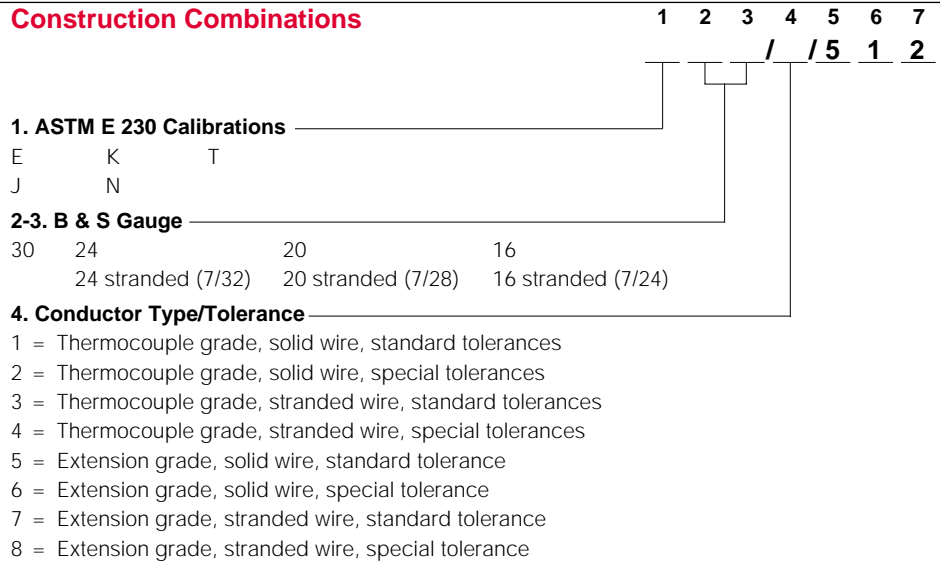 Construction Combinations 1 2 3 4 5 6 7
/ / 5 1 2
1. ASTM E 230 Calibrations
E K T
J N
2-3. B & S Gauge
30 24 20 16
24 stranded (7/32) 20 stranded (7/28) 16 stranded (7/24)
4. Conductor Type/Tolerance
1 = Thermocouple grade, solid wire, standard tolerances
2 = Thermocouple grade, solid wire, special tolerances
3 = Thermocouple grade, stranded wire, standard tolerances
4 = Thermocouple grade, stranded wire, special tolerances
5 = Extension grade, solid wire, standard tolerance
6 = Extension grade, solid wire, special tolerance
7 = Extension grade, stranded wire, standard tolerance
8 = Extension grade, stranded wire, special tolerance